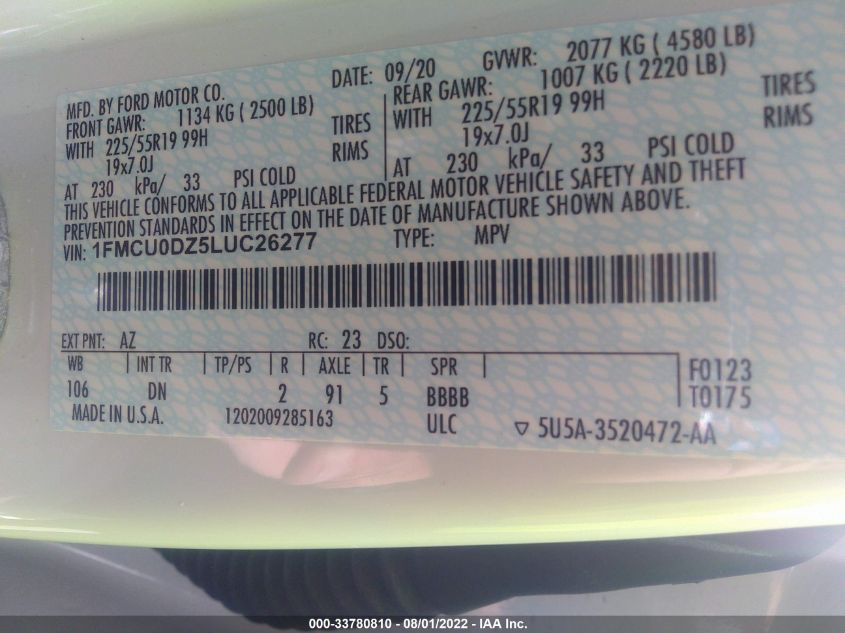 MFD. BY FORD MOTOR CO.
DATE: 09/20
GVWR: 2077 KG ( 4580 LB)
FRONT GAWR: 1134 KG ( 2500 LB)
REAR GAWR: 1007 KG ( 2220 LB)
WITH 225/55R19 99H TIRES
WITH 225/55R19 99H TIRES
19x7.0J RIMS
19x7.0J RIMS
AT 230 kPa/ 33 PSI COLD
AT 230 kPa/ 33 PSI COLD
THIS VEHICLE CONFORMS TO ALL APPLICABLE FEDERAL MOTOR VEHICLE SAFETY AND THEFT
PREVENTION STANDARDS IN EFFECT ON THE DATE OF MANUFACTURE SHOWN ABOVE.
VIN: 1FMCU0DZ5LUC26277 TYPE: MPV
EXT PNT: AZ RC: 23 DSO:
WB INT TR TP/PS R AXLE TR SPR
106 DN 2 91 5 BBBB
F0123
T0175
MADE IN U.S.A. 1202009285163 ULC ▽ 5U5A-3520472-AA
000-33780810 - 08/01/2022 - IAA Inc.